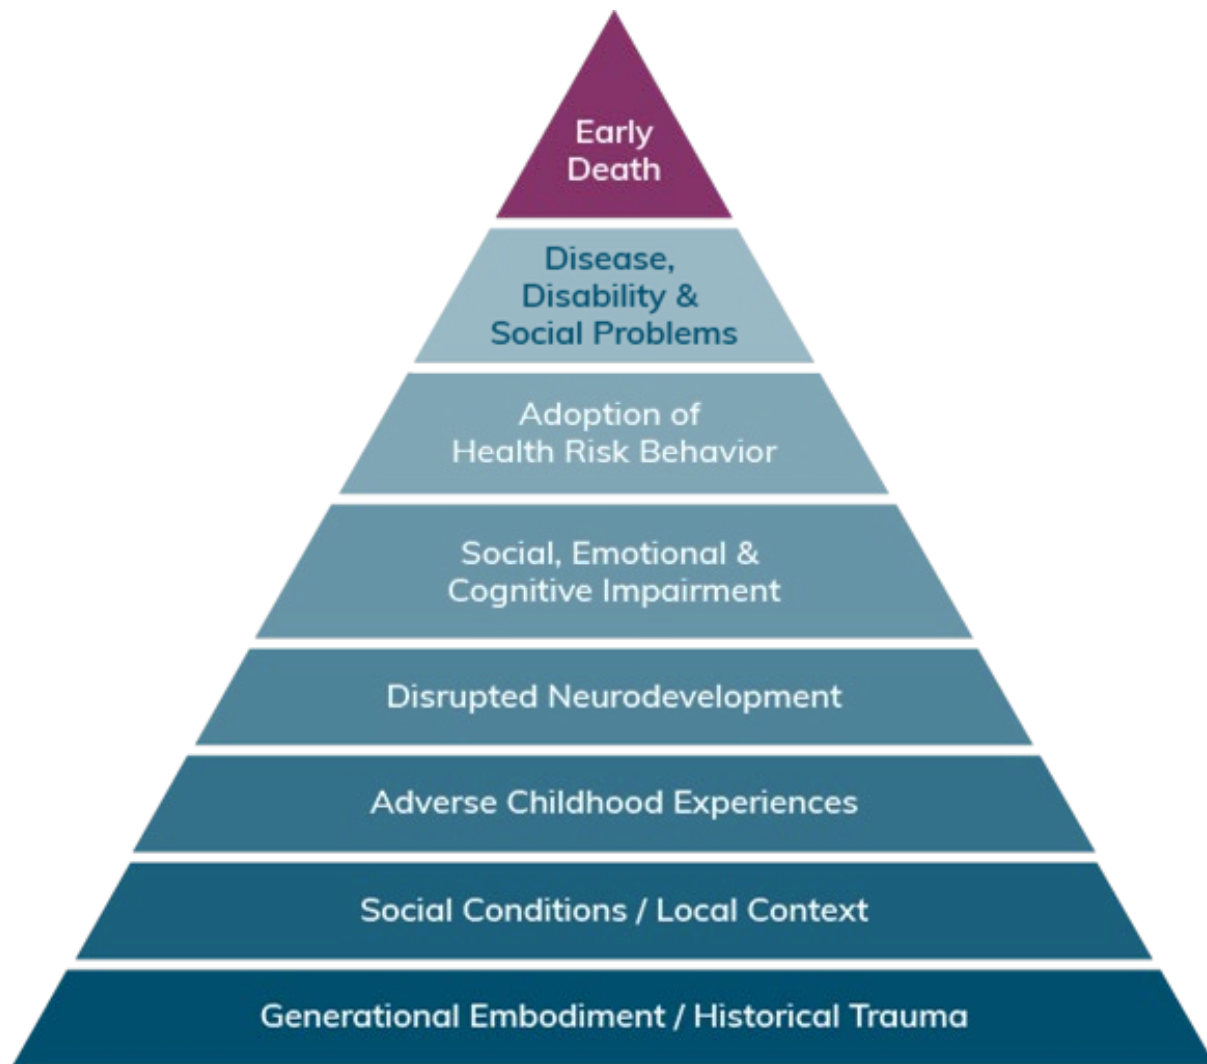 Early
Death
Disease,
Disability &
Social Problems
Adoption of
Health Risk Behavior
Social, Emotional &
Cognitive Impairment
Disrupted Neurodevelopment
Adverse Childhood Experiences
Social Conditions / Local Context
Generational Embodiment / Historical Trauma